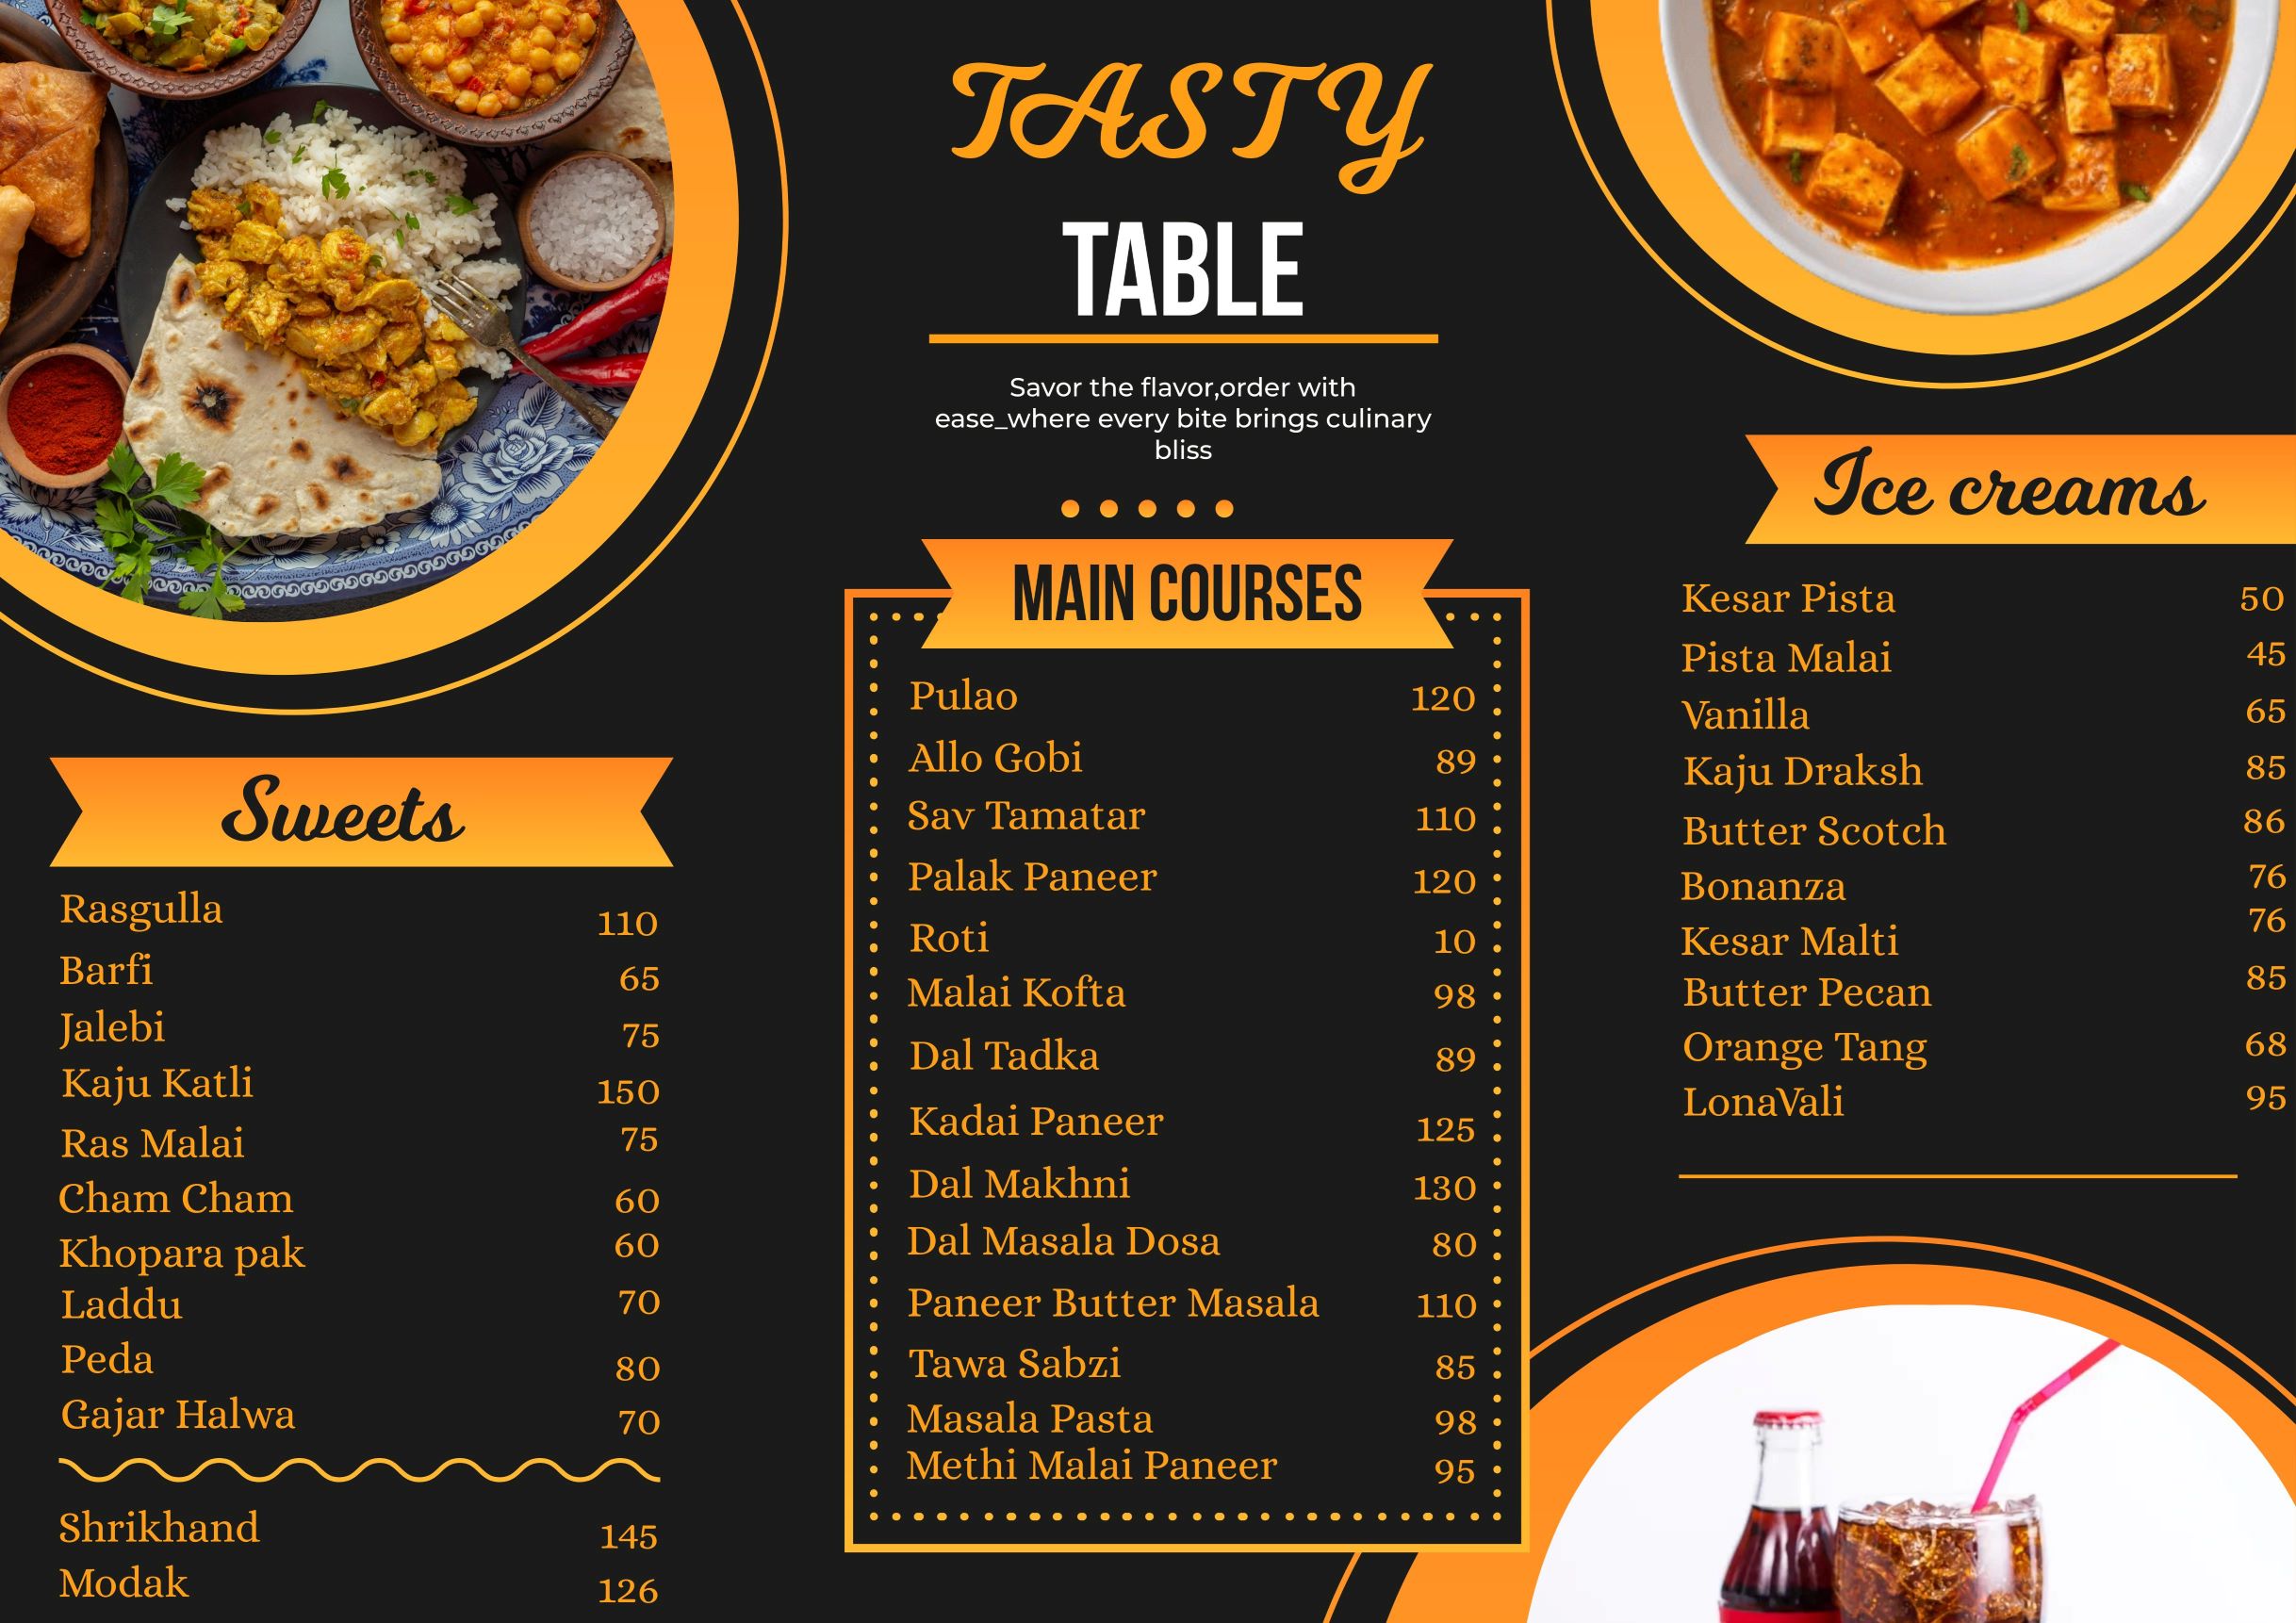 TASTY
TABLE
Savor the flavor,order with
ease_where every bite brings culinary
bliss
Sweets
Rasgulla 110
Barfi 65
Jalebi 75
Kaju Katli 150
Ras Malai 75
Cham Cham 60
Khopara pak 60
Laddu 70
Peda 80
Gajar Halwa 70
Shrikhand 145
Modak 126
MAIN COURSES
Pulao 120
Allo Gobi 89
Sav Tamatar 110
Palak Paneer 120
Roti 10
Malai Kofta 98
Dal Tadka 89
Kadai Paneer 125
Dal Makhni 130
Dal Masala Dosa 80
Paneer Butter Masala 110
Tawa Sabzi 85
Masala Pasta 98
Methi Malai Paneer 95
Ice creams
Kesar Pista 50
Pista Malai 45
Vanilla 65
Kaju Draksh 85
Butter Scotch 86
Bonanza 76
Kesar Malti 76
Butter Pecan 85
Orange Tang 68
LonaVali 95